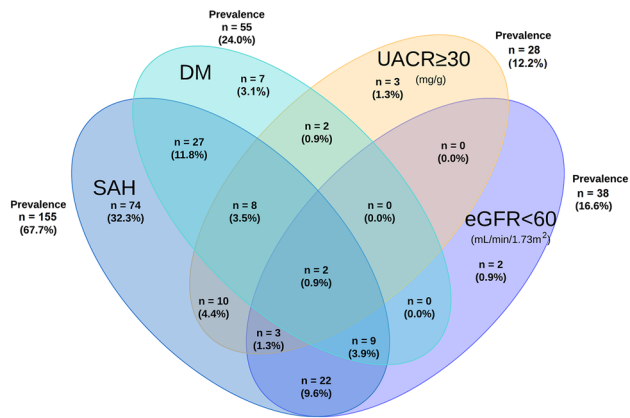 Prevalence
n = 55
(24.0%)
Prevalence
n = 28
(12.2%)
DM
n = 7
(3.1%)
UACR≥30
(mg/g)
n = 3
(1.3%)
n = 2
(0.9%)
n = 27
(11.8%)
n = 0
(0.0%)
Prevalence
n = 38
(16.6%)
SAH
n = 74
(32.3%)
Prevalence
n = 155
(67.7%)
n = 8
(3.5%)
n = 0
(0.0%)
eGFR<60
(mL/min/1.73m²)
n = 2
(0.9%)
n = 2
(0.9%)
n = 10
(4.4%)
n = 0
(0.0%)
n = 3
(1.3%)
n = 9
(3.9%)
n = 22
(9.6%)